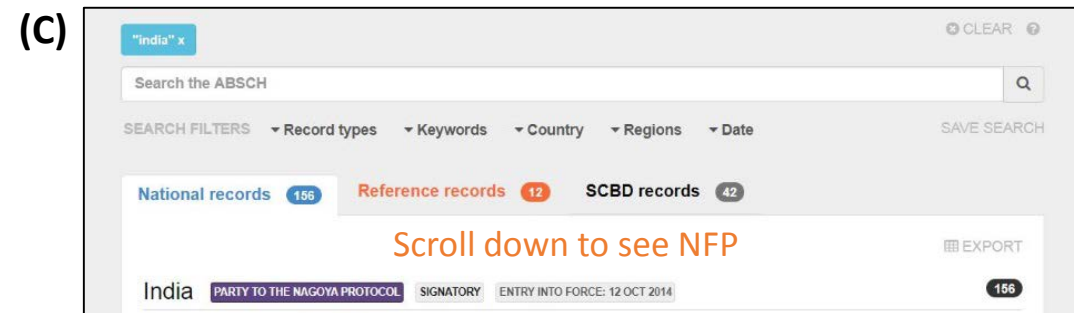 (C)
"india" x
CLEAR
Search the ABSCH
SEARCH FILTERS Record types Keywords Country Regions Date SAVE SEARCH
National records 156 Reference records 12 SCBD records 42
Scroll down to see NFP
EXPORT
India PARTY TO THE NAGOYA PROTOCOL SIGNATORY ENTRY INTO FORCE: 12 OCT 2014 156